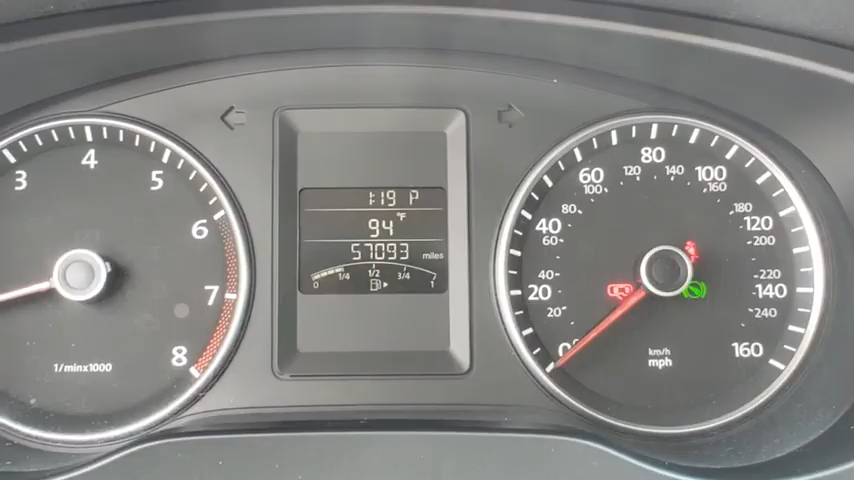 3 4 5 6 7 8
1/minx1000
1:19 P
94 °F
57093 miles
0 1/4 1/2 3/4 1
20 40 60 80 100 120 140 160
20 40 60 80 100 120 140 160 180 200 220 240
km/h
mph